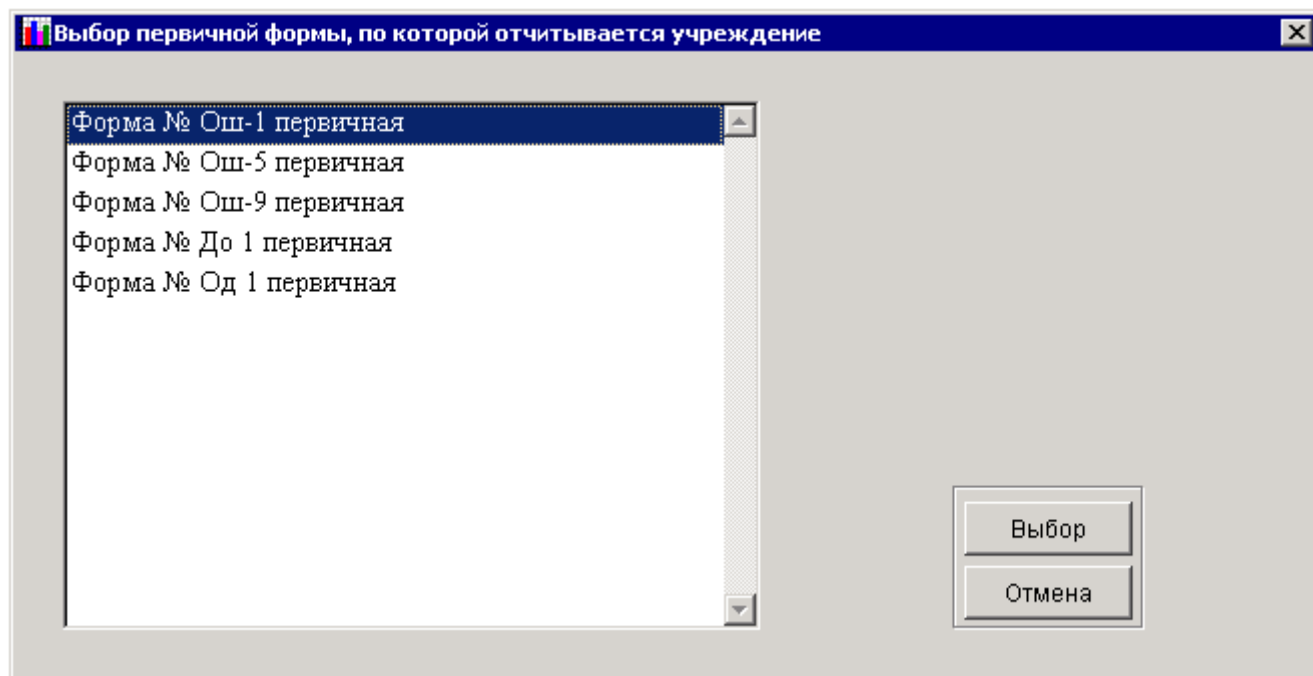 Выбор первичной формы, по которой отчитывается учреждение
Форма № Ош-1 первичная
Форма № Ош-5 первичная
Форма № Ош-9 первичная
Форма № До 1 первичная
Форма № Од 1 первичная
Выбор
Отмена